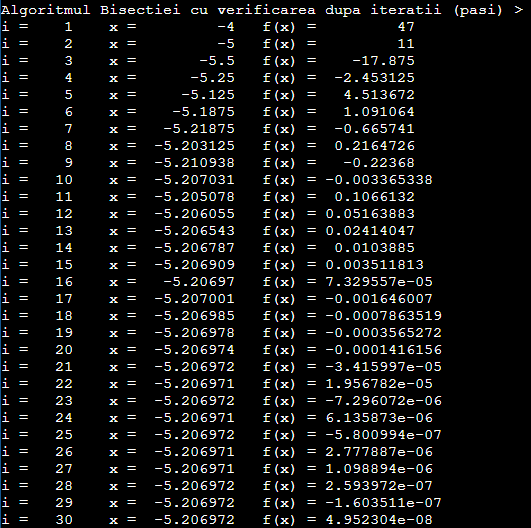 Algoritmul Bisectiei cu verificarea dupa iteratii (pasi) >
i = 1 x = -4 f(x) = 47
i = 2 x = -5 f(x) = 11
i = 3 x = -5.5 f(x) = -17.875
i = 4 x = -5.25 f(x) = -2.453125
i = 5 x = -5.125 f(x) = 4.513672
i = 6 x = -5.1875 f(x) = 1.091064
i = 7 x = -5.21875 f(x) = -0.665741
i = 8 x = -5.203125 f(x) = 0.2164726
i = 9 x = -5.210938 f(x) = -0.22368
i = 10 x = -5.207031 f(x) = -0.003365338
i = 11 x = -5.205078 f(x) = 0.1066132
i = 12 x = -5.206055 f(x) = 0.05163883
i = 13 x = -5.206543 f(x) = 0.02414047
i = 14 x = -5.206787 f(x) = 0.0103885
i = 15 x = -5.206909 f(x) = 0.003511813
i = 16 x = -5.20697 f(x) = 7.329557e-05
i = 17 x = -5.207001 f(x) = -0.001646007
i = 18 x = -5.206985 f(x) = -0.0007863519
i = 19 x = -5.206978 f(x) = -0.0003565272
i = 20 x = -5.206974 f(x) = -0.0001416156
i = 21 x = -5.206972 f(x) = -3.415997e-05
i = 22 x = -5.206971 f(x) = 1.956782e-05
i = 23 x = -5.206972 f(x) = -7.296072e-06
i = 24 x = -5.206971 f(x) = 6.135873e-06
i = 25 x = -5.206972 f(x) = -5.800994e-07
i = 26 x = -5.206971 f(x) = 2.777887e-06
i = 27 x = -5.206971 f(x) = 1.098894e-06
i = 28 x = -5.206972 f(x) = 2.593972e-07
i = 29 x = -5.206972 f(x) = -1.603511e-07
i = 30 x = -5.206972 f(x) = 4.952304e-08